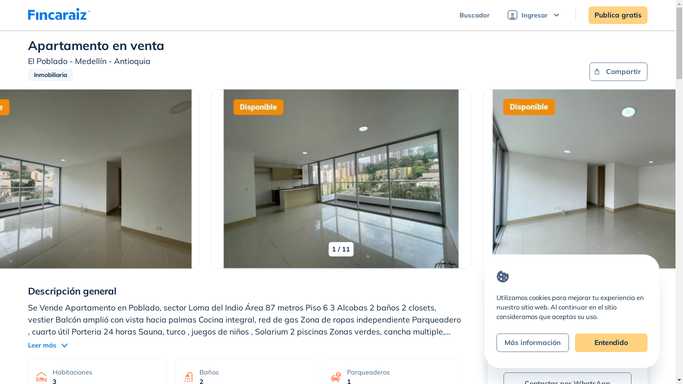 Fincaraiz
Buscador
Ingresar
Publica gratis
Apartamento en venta
El Poblado - Medellín - Antioquia
Inmobiliaria
Compartir
Disponible
Disponible
1 / 11
Descripción general
Se Vende Apartamento en Poblado, sector Loma del Indio Área 87 metros Piso 6 3 Alcobas 2 baños 2 closets,
vestier Balcón amplió con vista hacia palmas Cocina integral, red de gas Zona de ropas independiente Parqueadero
, cuarto útil Porteria 24 horas Sauna, turco , juegos de niños , Solarium 2 piscinas Zonas verdes, cancha multiple,...
Leer más
Habitaciones
3
Baños
2
Parqueaderos
1
Utilizamos cookies para mejorar tu experiencia en
nuestro sitio web. Al continuar en el sitio
consideramos que aceptas su uso.
Más información
Entendido
Contactar por WhatsApp